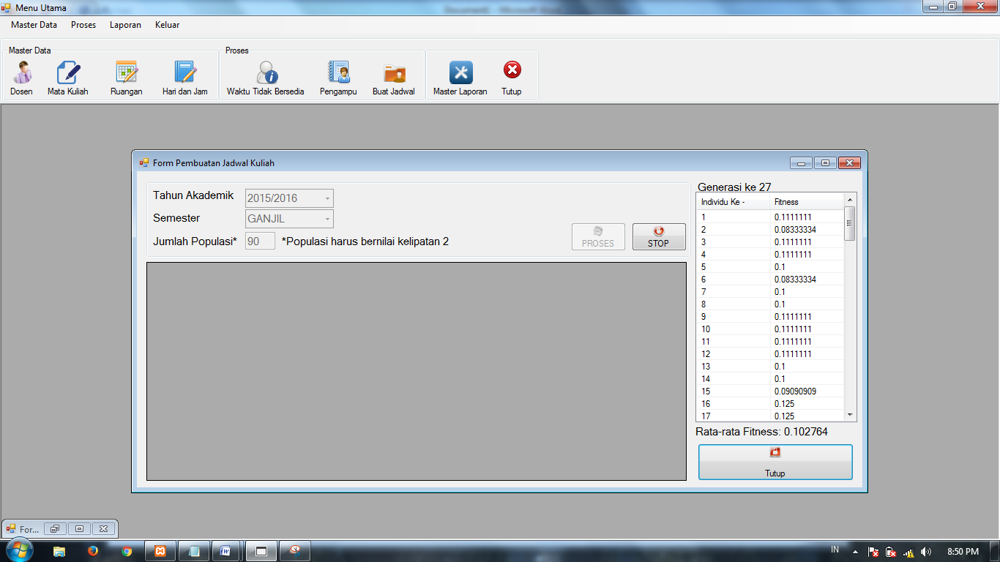 Menu Utama
Master Data Proses Laporan Keluar
Master Data
Proses
Dosen Mata Kuliah Ruangan Hari dan Jam Waktu Tidak Bersedia Pengampu Buat Jadwal Master Laporan Tutup
Form Pembuatan Jadwal Kuliah
Tahun Akademik 2015/2016
Semester GANJIL
Jumlah Populasi* 90 *Populasi harus bernilai kelipatan 2
PROSES STOP
Generasi ke 27
Individu Ke - Fitness
1 0.1111111
2 0.08333334
3 0.1111111
4 0.1111111
5 0.1
6 0.08333334
7 0.1
8 0.1
9 0.1111111
10 0.1111111
11 0.1111111
12 0.1111111
13 0.1
14 0.1
15 0.09090909
16 0.125
17 0.125
Rata-rata Fitness: 0.102764
Tutup
For...
IN 8:50 PM